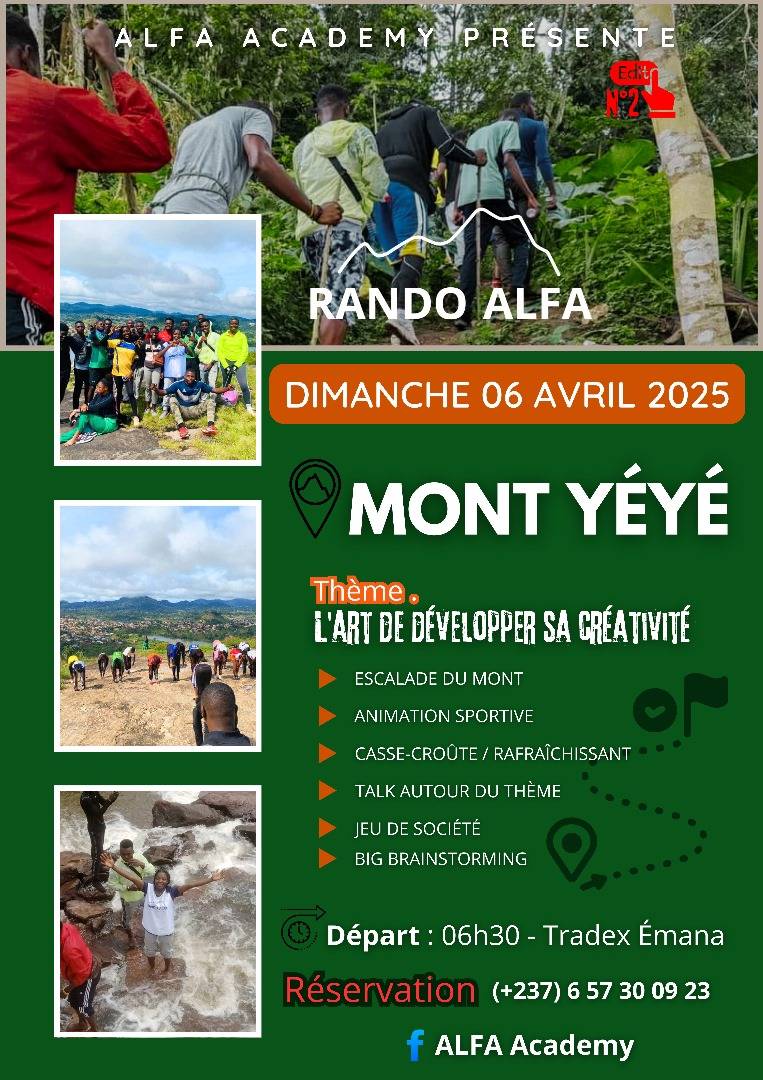 ALFA ACADEMY PRÉSENTE
Edit
N°2
RANDO ALFA
DIMANCHE 06 AVRIL 2025
MONT YÉYÉ
Thème .
L'ART DE DÉVELOPPER SA CRÉATIVITÉ
ESCALADE DU MONT
ANIMATION SPORTIVE
CASSE-CROÛTE / RAFRAÎCHISSANT
TALK AUTOUR DU THÈME
JEU DE SOCIÉTÉ
BIG BRAINSTORMING
Départ : 06h30 - Tradex Émana
Réservation (+237) 6 57 30 09 23
f ALFA Academy